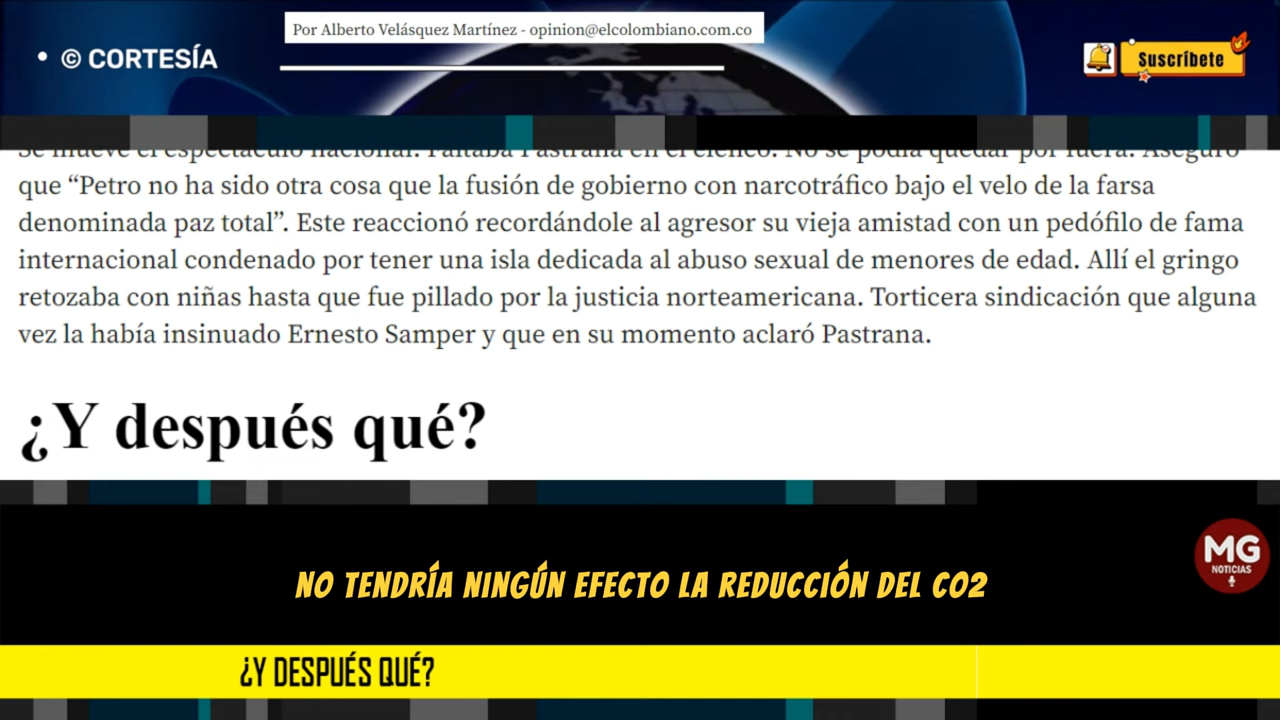 Por Alberto Velásquez Martínez - opinion@elcolombiano.com.co
• © CORTESÍA
Suscríbete
Se mueve el espectáculo nacional. Faltaba Pastrana en el elenco. No se podía quedar por fuera. Aseguró
que “Petro no ha sido otra cosa que la fusión de gobierno con narcotráfico bajo el velo de la farsa
denominada paz total”. Este reaccionó recordándole al agresor su vieja amistad con un pedófilo de fama
internacional condenado por tener una isla dedicada al abuso sexual de menores de edad. Allí el gringo
retozaba con niñas hasta que fue pillado por la justicia norteamericana. Torticera sindicación que alguna
vez la había insinuado Ernesto Samper y que en su momento aclaró Pastrana.
¿Y después qué?
MG
NOTICIAS
NO TENDRÍA NINGÚN EFECTO LA REDUCCIÓN DEL CO2
¿Y DESPUÉS QUÉ?